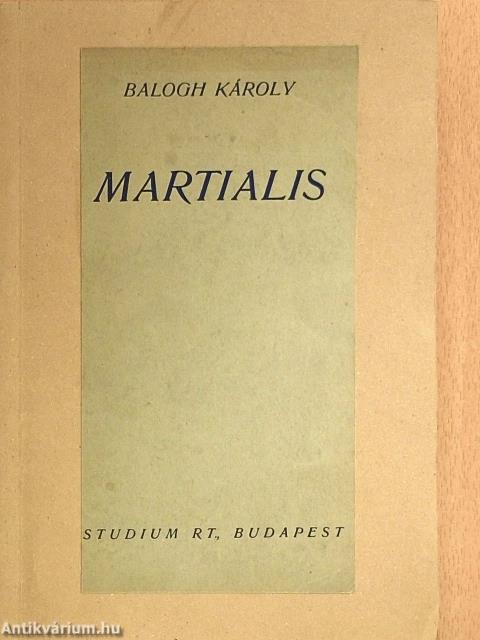 BALOGH KÁROLY
MARTIALIS
STUDIUM RT., BUDAPEST
Antikvárium.hu